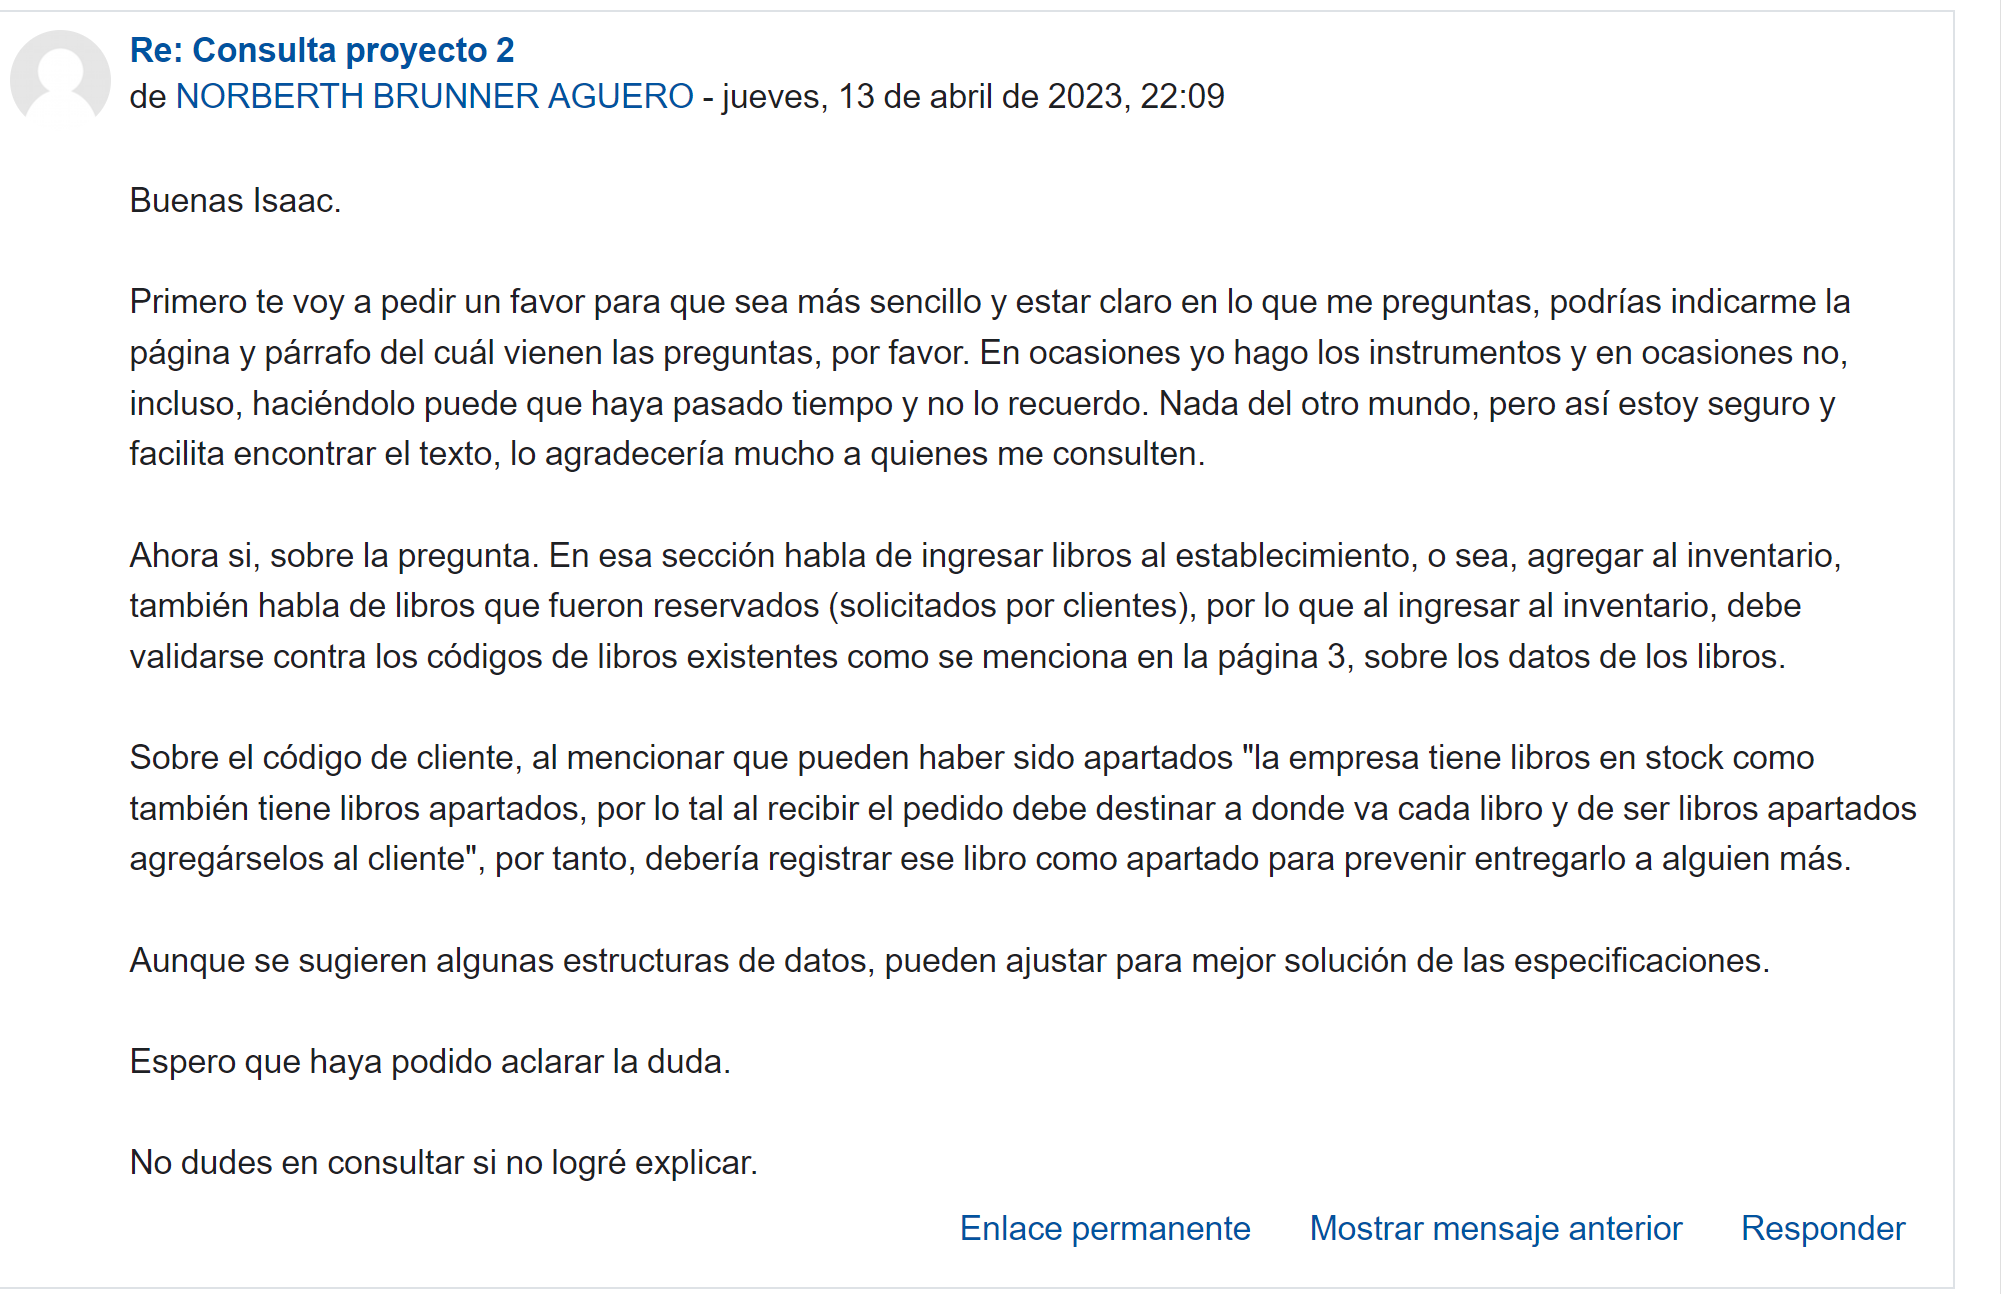 Re: Consulta proyecto 2
de NORBERTH BRUNNER AGUERO - jueves, 13 de abril de 2023, 22:09
Buenas Isaac.
Primero te voy a pedir un favor para que sea más sencillo y estar claro en lo que me preguntas, podrías indicarme la
página y párrafo del cuál vienen las preguntas, por favor. En ocasiones yo hago los instrumentos y en ocasiones no,
incluso, haciéndolo puede que haya pasado tiempo y no lo recuerdo. Nada del otro mundo, pero así estoy seguro y
facilita encontrar el texto, lo agradecería mucho a quienes me consulten.
Ahora si, sobre la pregunta. En esa sección habla de ingresar libros al establecimiento, o sea, agregar al inventario,
también habla de libros que fueron reservados (solicitados por clientes), por lo que al ingresar al inventario, debe
validarse contra los códigos de libros existentes como se menciona en la página 3, sobre los datos de los libros.
Sobre el código de cliente, al mencionar que pueden haber sido apartados "la empresa tiene libros en stock como
también tiene libros apartados, por lo tal al recibir el pedido debe destinar a donde va cada libro y de ser libros apartados
agregárselos al cliente", por tanto, debería registrar ese libro como apartado para prevenir entregarlo a alguien más.
Aunque se sugieren algunas estructuras de datos, pueden ajustar para mejor solución de las especificaciones.
Espero que haya podido aclarar la duda.
No dudes en consultar si no logré explicar.
Enlace permanente Mostrar mensaje anterior Responder